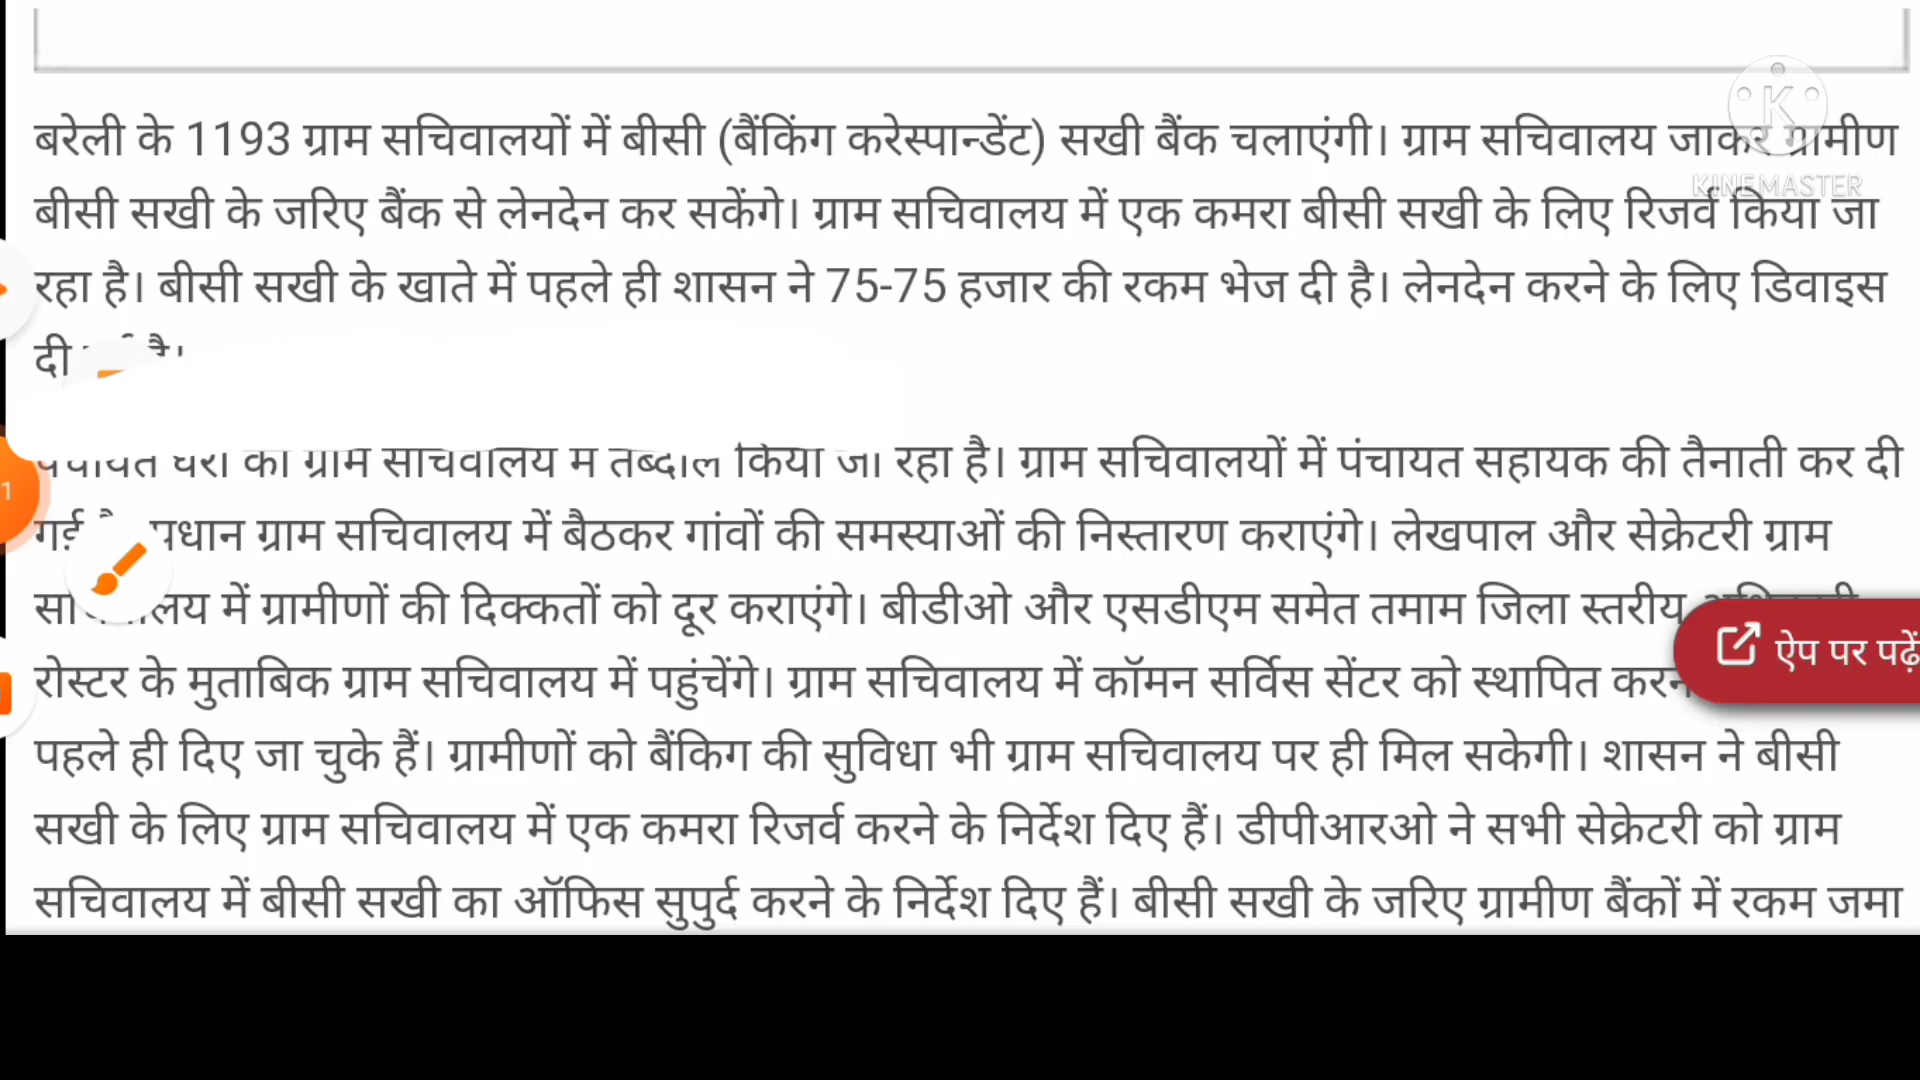 बरेली के 1193 ग्राम सचिवालयों में बीसी (बैंकिंग करेस्पान्डेंट) सखी बैंक चलाएंगी। ग्राम सचिवालय जाकर ग्रामीण
KINEMASTER
बीसी सखी के जरिए बैंक से लेनदेन कर सकेंगे। ग्राम सचिवालय में एक कमरा बीसी सखी के लिए रिजर्व किया जा
रहा है। बीसी सखी के खाते में पहले ही शासन ने 75-75 हजार की रकम भेज दी है। लेनदेन करने के लिए डिवाइस
दी है।
ग्राम सचिवालय में तब्दील किया जा रहा है। ग्राम सचिवालयों में पंचायत सहायक की तैनाती कर दी
1
प्रधान ग्राम सचिवालय में बैठकर गांवों की समस्याओं की निस्तारण कराएंगे। लेखपाल और सेक्रेटरी ग्राम
में ग्रामीणों की दिक्कतों को दूर कराएंगे। बीडीओ और एसडीएम समेत तमाम जिला स्तरीय
ऐप पर पढ़ें
रोस्टर के मुताबिक ग्राम सचिवालय में पहुंचेंगे। ग्राम सचिवालय में कॉमन सर्विस सेंटर को स्थापित
पहले ही दिए जा चुके हैं। ग्रामीणों को बैंकिग की सुविधा भी ग्राम सचिवालय पर ही मिल सकेगी। शासन ने बीसी
सखी के लिए ग्राम सचिवालय में एक कमरा रिजर्व करने के निर्देश दिए हैं। डीपीआरओ ने सभी सेक्रेटरी को ग्राम
सचिवालय में बीसी सखी का ऑफिस सुपुर्द करने के निर्देश दिए हैं। बीसी सखी के जरिए ग्रामीण बैंकों में रकम जमा